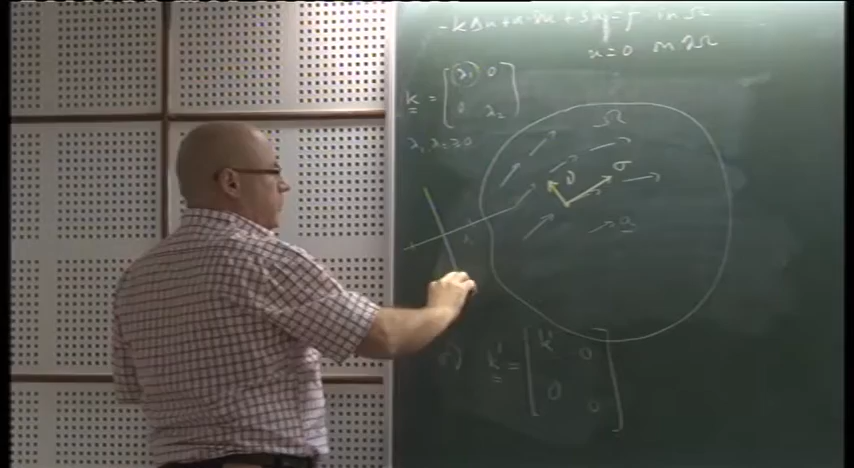 -kΔu+a·∇u+su=f in Ω
u=0 on ∂Ω
k = [λ₁ 0
0 λ₂]
λ₁, λ₂ ≥ 0
Ω
σ
a
k' = [k' 0
0 0]